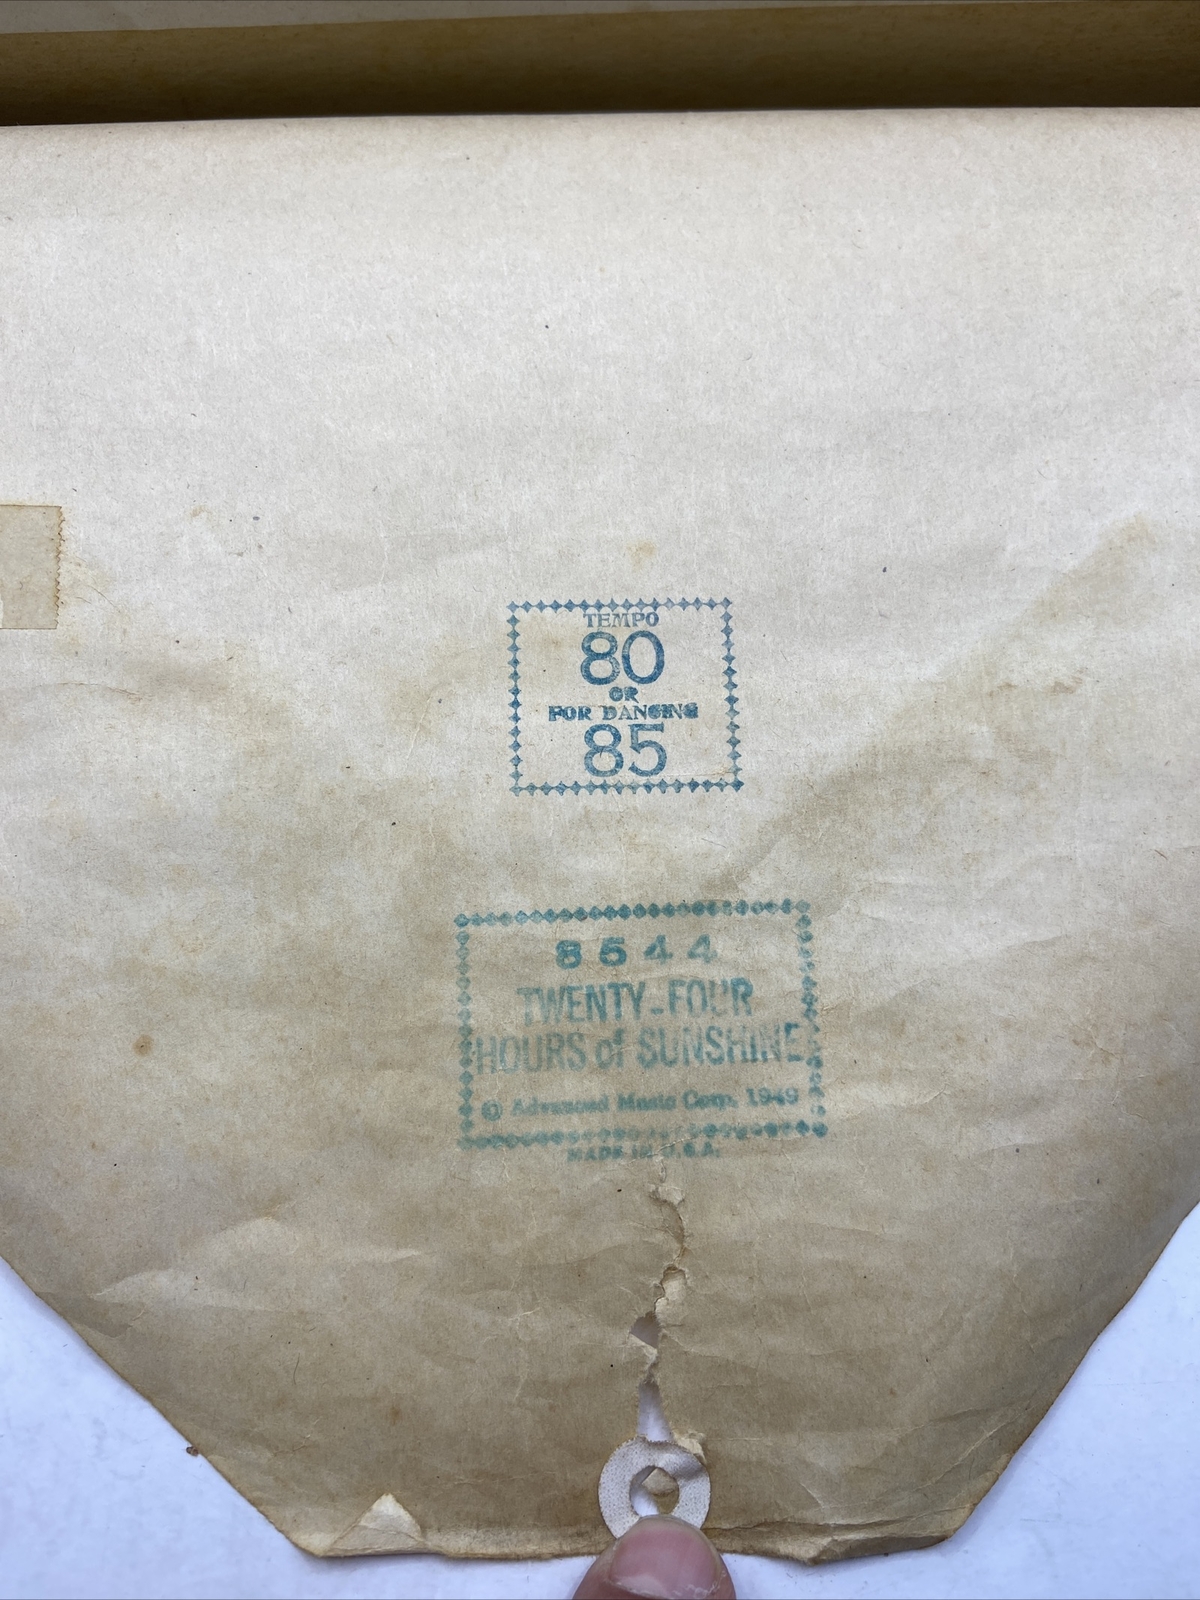 TEMPO
80
OR
FOR DANCING
85
8544
TWENTY-FOUR
HOURS of SUNSHINE
© Advanced Music Corp. 1949
MADE IN U.S.A.